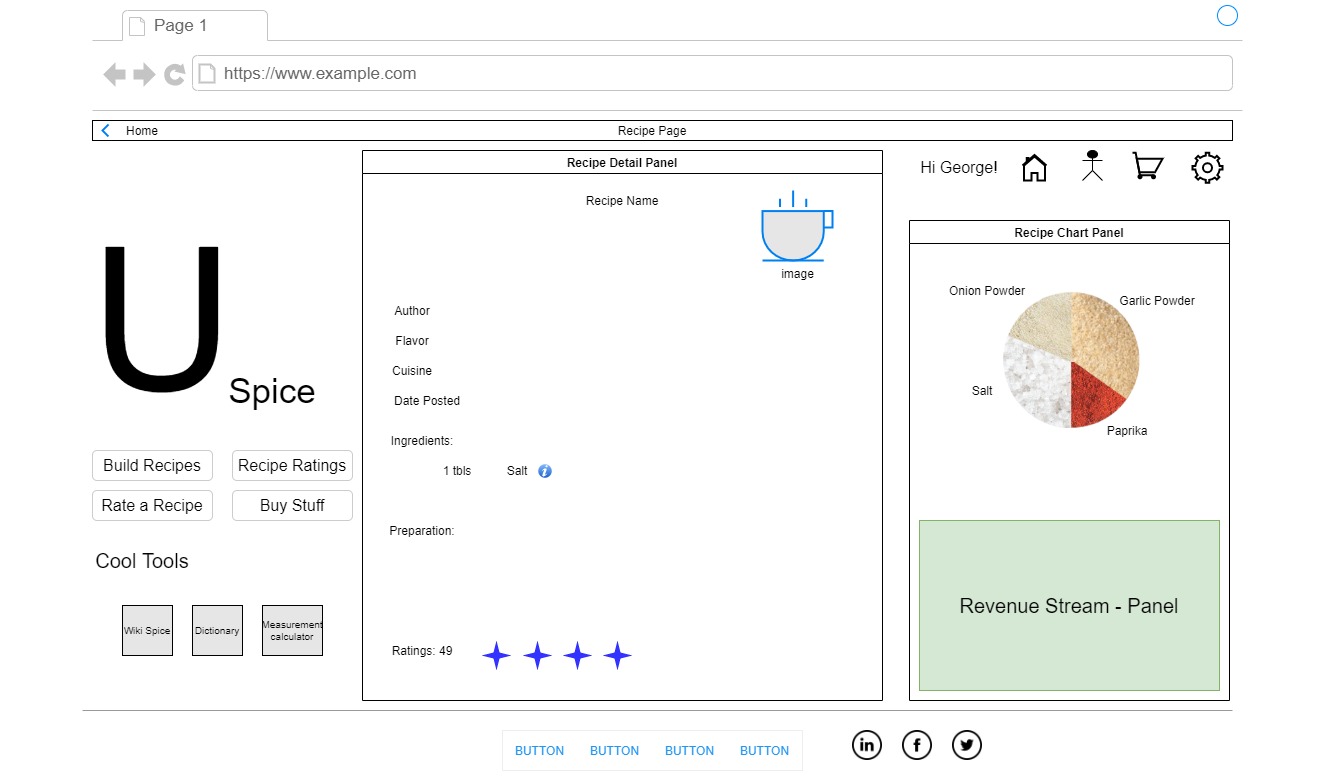 Page 1
https://www.example.com
Home
Recipe Page
Recipe Detail Panel
Hi George!
Recipe Name
image
U
Spice
Author
Flavor
Cuisine
Date Posted
Ingredients:
1 tbls
Salt
i
Preparation:
Ratings: 49
Build Recipes
Recipe Ratings
Rate a Recipe
Buy Stuff
Cool Tools
Wiki Spice
Dictionary
Measurement
calculator
Recipe Chart Panel
Onion Powder
Garlic Powder
Salt
Paprika
Revenue Stream - Panel
BUTTON
BUTTON
BUTTON
BUTTON
in
f